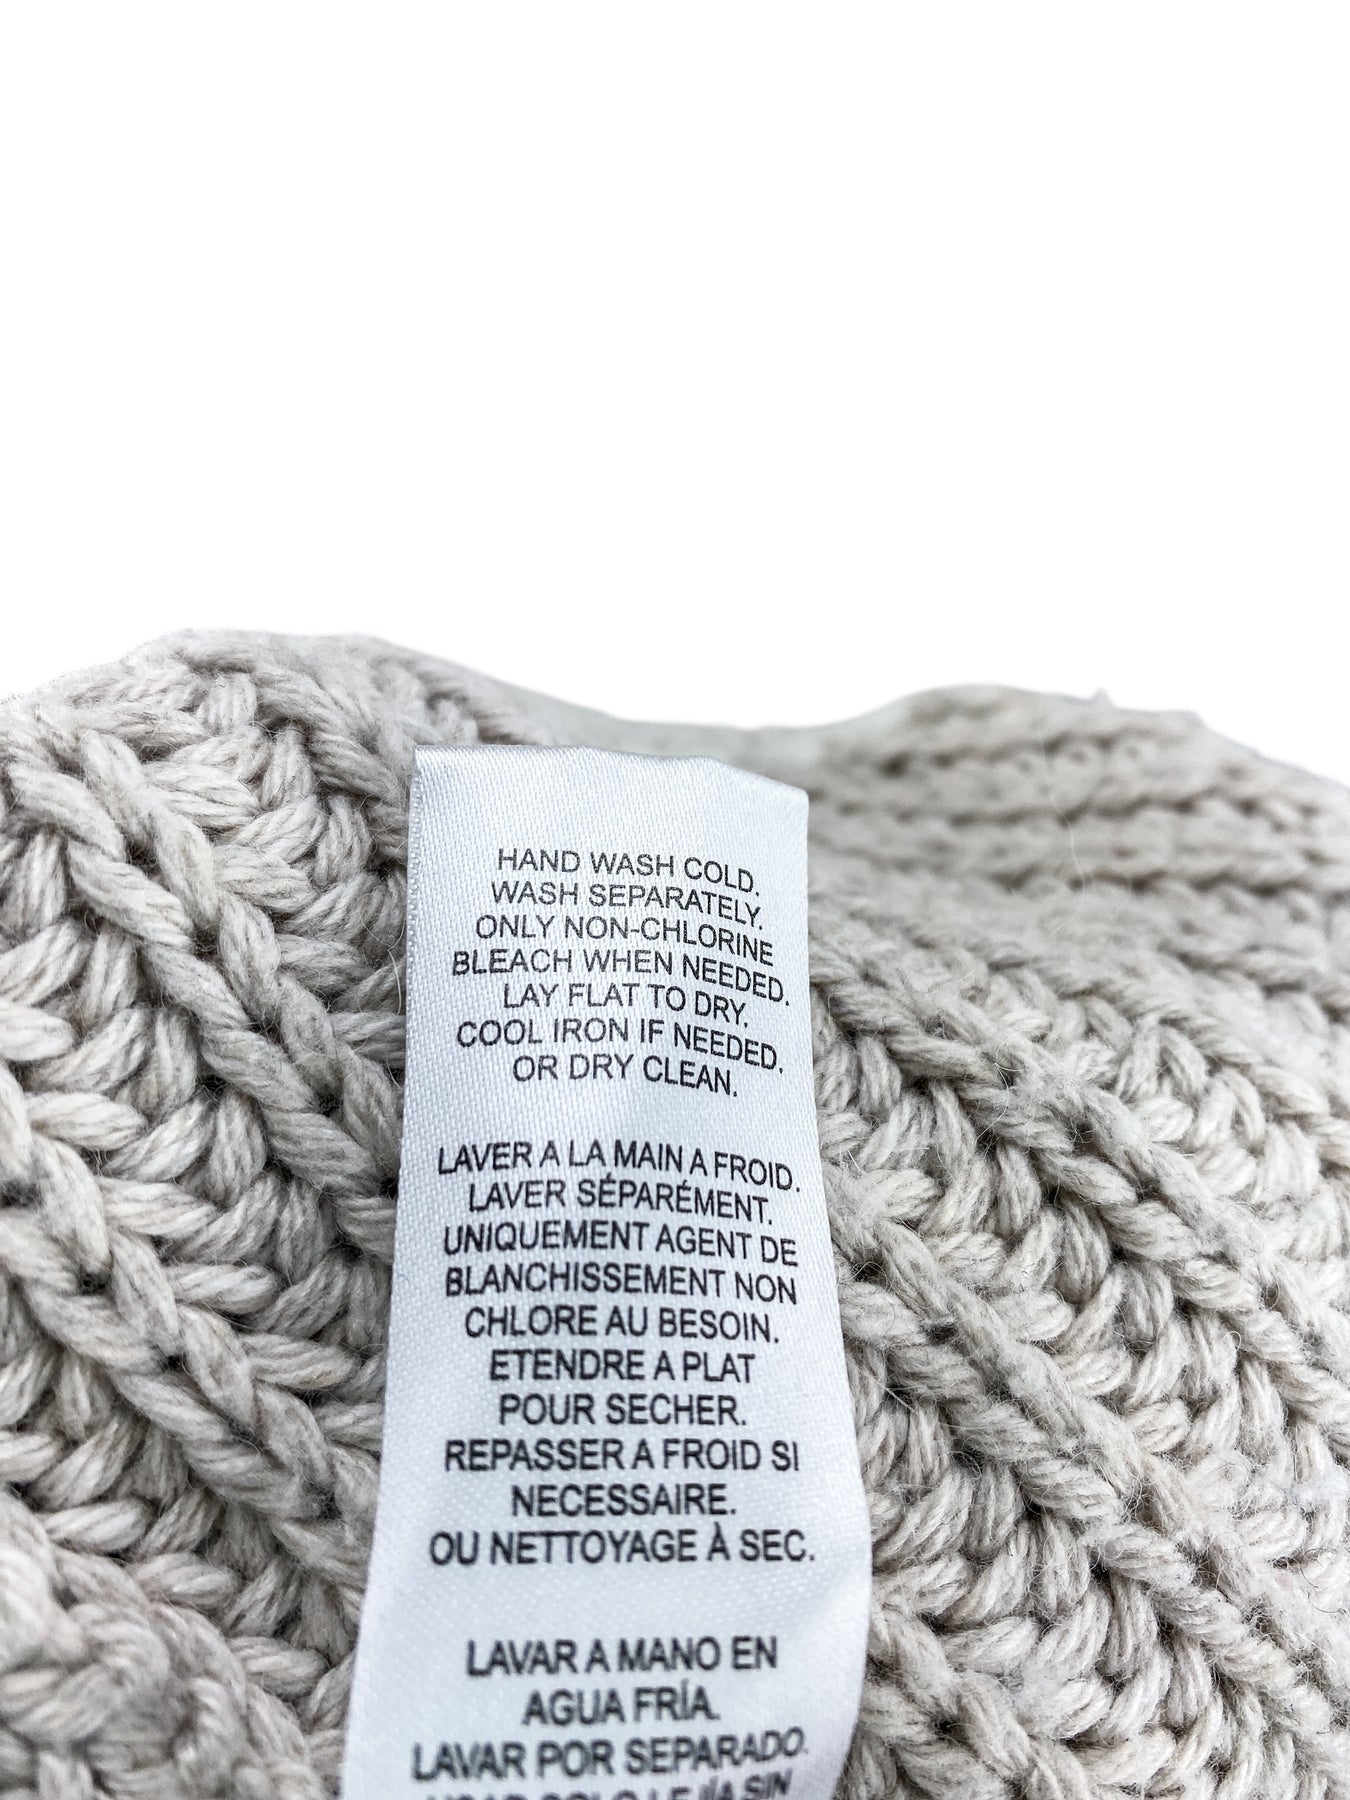 HAND WASH COLD.
WASH SEPARATELY.
ONLY NON-CHLORINE
BLEACH WHEN NEEDED.
LAY FLAT TO DRY.
COOL IRON IF NEEDED.
OR DRY CLEAN.
LAVER A LA MAIN A FROID.
LAVER SÉPARÉMENT.
UNIQUEMENT AGENT DE
BLANCHISSEMENT NON
CHLORE AU BESOIN.
ETENDRE A PLAT
POUR SECHER.
REPASSER A FROID SI
NECESSAIRE.
OU NETTOYAGE À SEC.
LAVAR A MANO EN
AGUA FRÍA.
LAVAR POR SEPARADO.